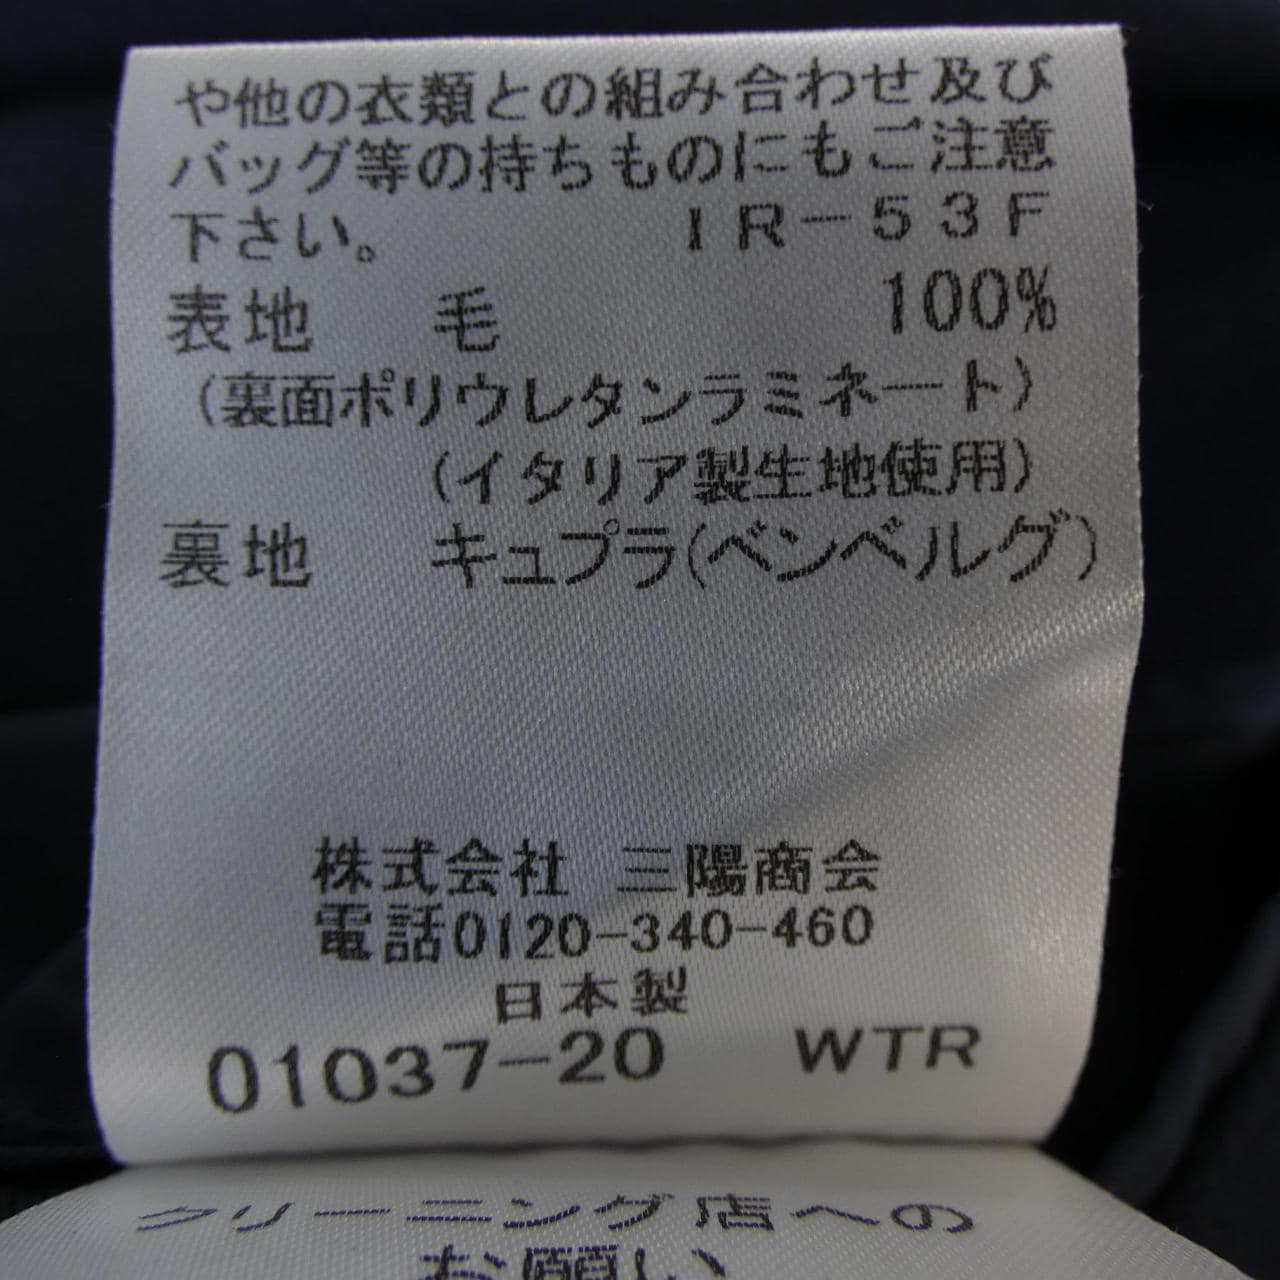 や他の衣類との組み合わせ及び
バッグ等の持ちものにもご注意
下さい。 IR-53F
表地 毛 100%
(裏面ポリウレタンラミネート)
(イタリア製生地使用)
裏地 キュプラ(ベンベルグ)
株式会社 三陽商会
電話0120-340-460
日本製
01037-20 WTR
クリーニング店への
お願い